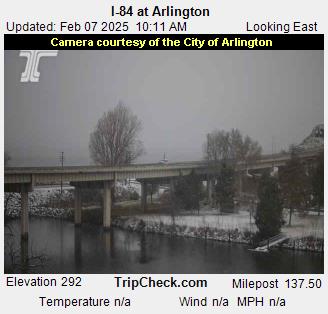 I-84 at Arlington
Updated: Feb 07 2025 10:11 AM Looking East
Camera courtesy of the City of Arlington
Elevation 292 TripCheck.com Milepost 137.50
Temperature n/a Wind n/a MPH n/a